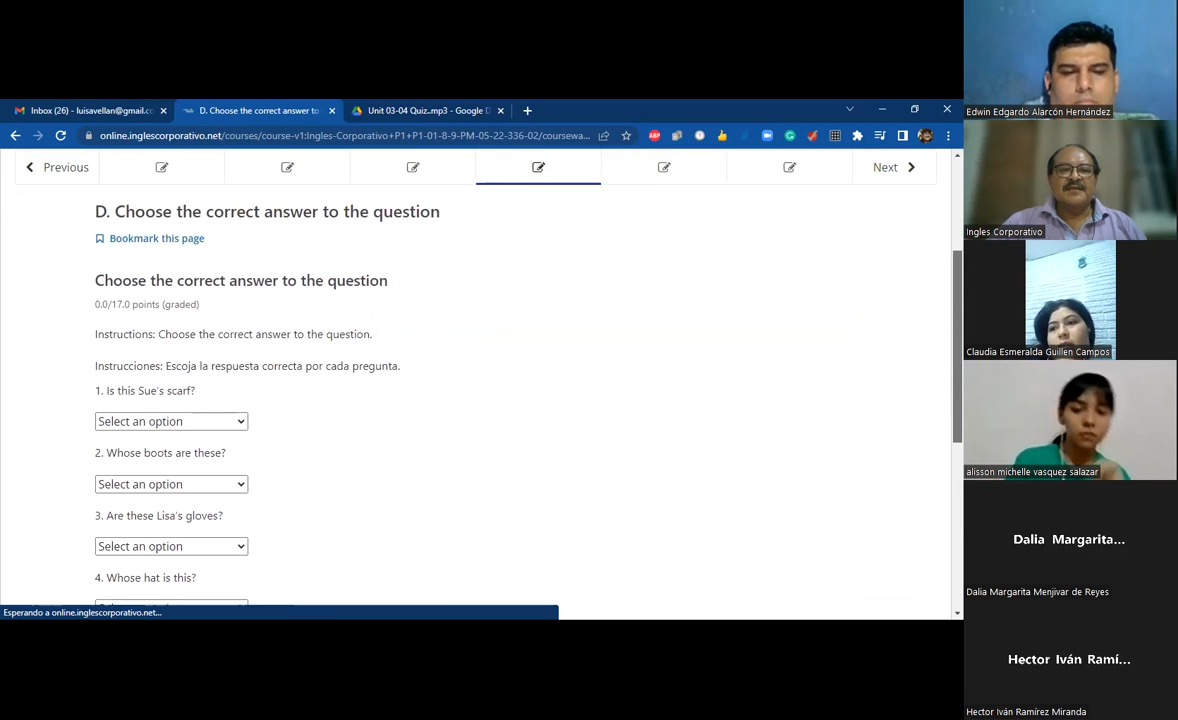 Inbox (26) - luisavellan@gmail.cc
D. Choose the correct answer to
Unit 03-04 Quiz..mp3 - Google D
online.inglescorporativo.net/courses/course-v1:Ingles-Corporativo+P1+P1-01-8-9-PM-05-22-336-02/coursewa...
Previous
Next
D. Choose the correct answer to the question
Bookmark this page
Choose the correct answer to the question
0.0/17.0 points (graded)
Instructions: Choose the correct answer to the question.
Instrucciones: Escoja la respuesta correcta por cada pregunta.
1. Is this Sue's scarf?
Select an option
2. Whose boots are these?
Select an option
3. Are these Lisa's gloves?
Select an option
4. Whose hat is this?
Esperando a online.inglescorporativo.net...
Edwin Edgardo Alarcón Hernández
Ingles Corporativo
Claudia Esmeralda Guillen Campos
alisson michelle vasquez salazar
Dalia Margarita...
Dalia Margarita Menjivar de Reyes
Hector Iván Ramí...
Hector Iván Ramírez Miranda